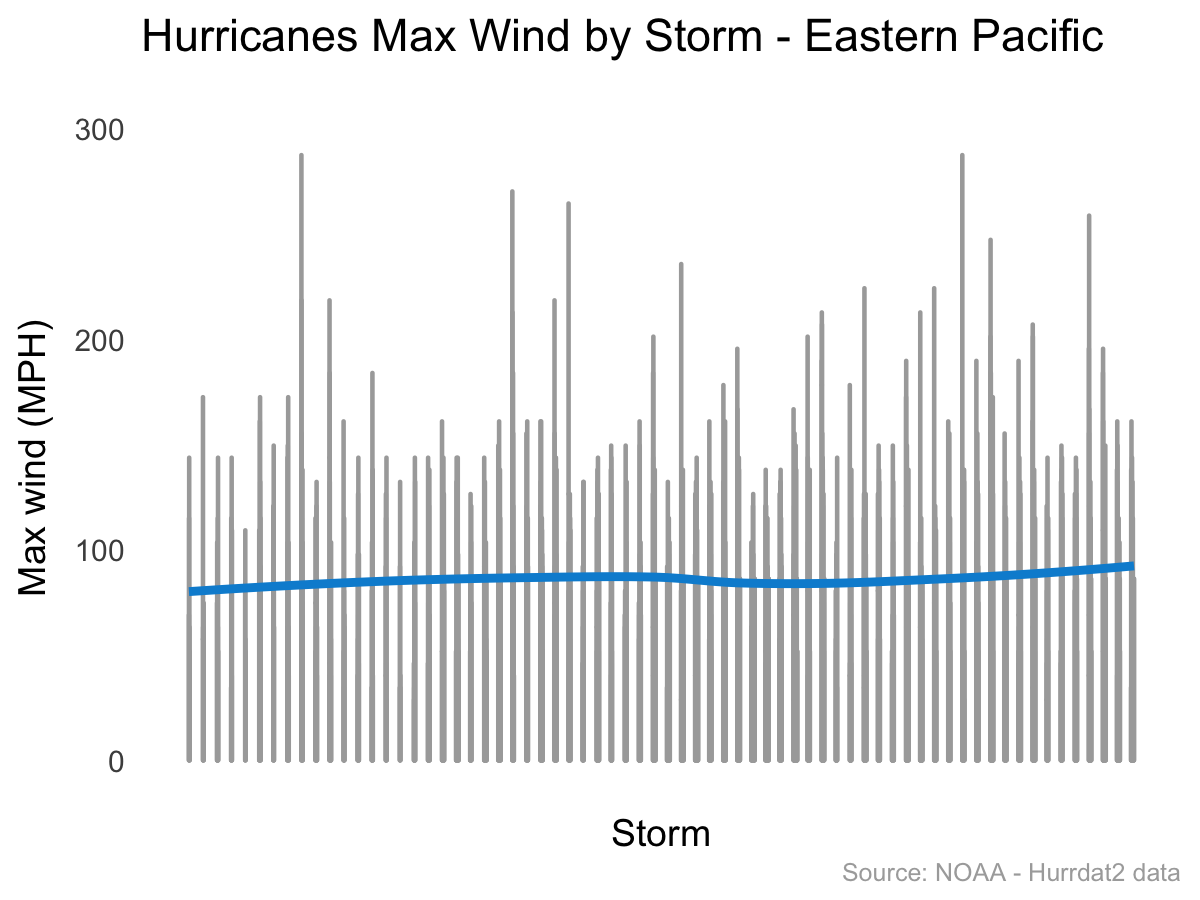 Hurricanes Max Wind by Storm - Eastern Pacific
300
200
100
0
Max wind (MPH)
Storm
Source: NOAA - Hurrdat2 data